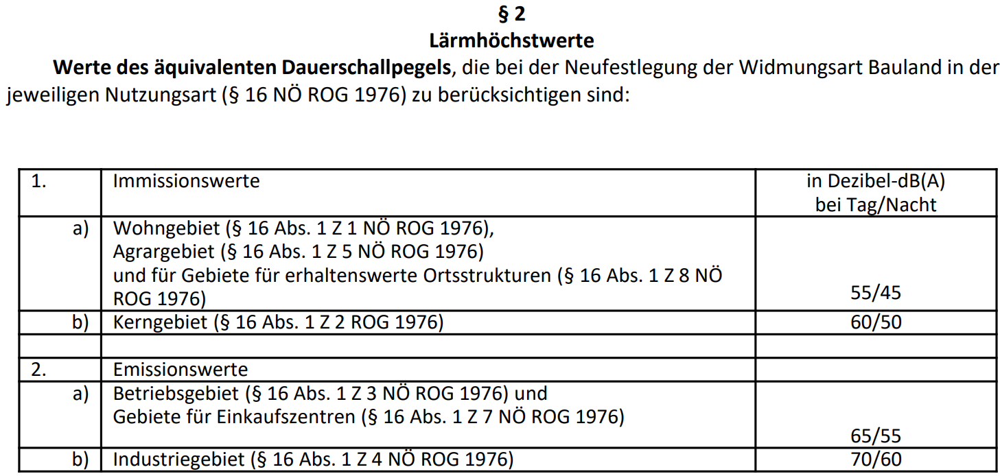 § 2
Lärmhöchstwerte
Werte des äquivalenten Dauerschallpegels, die bei der Neufestlegung der Widmungsart Bauland in der
jeweiligen Nutzungsart (§ 16 NÖ ROG 1976) zu berücksichtigen sind:
1. Immissionswerte in Dezibel-dB(A)
bei Tag/Nacht
a) Wohngebiet (§ 16 Abs. 1 Z 1 NÖ ROG 1976),
Agrargebiet (§ 16 Abs. 1 Z 5 NÖ ROG 1976)
und für Gebiete für erhaltenswerte Ortsstrukturen (§ 16 Abs. 1 Z 8 NÖ
ROG 1976) 55/45
b) Kerngebiet (§ 16 Abs. 1 Z 2 ROG 1976) 60/50
2. Emissionswerte
a) Betriebsgebiet (§ 16 Abs. 1 Z 3 NÖ ROG 1976) und
Gebiete für Einkaufszentren (§ 16 Abs. 1 Z 7 NÖ ROG 1976)
65/55
b) Industriegebiet (§ 16 Abs. 1 Z 4 NÖ ROG 1976) 70/60